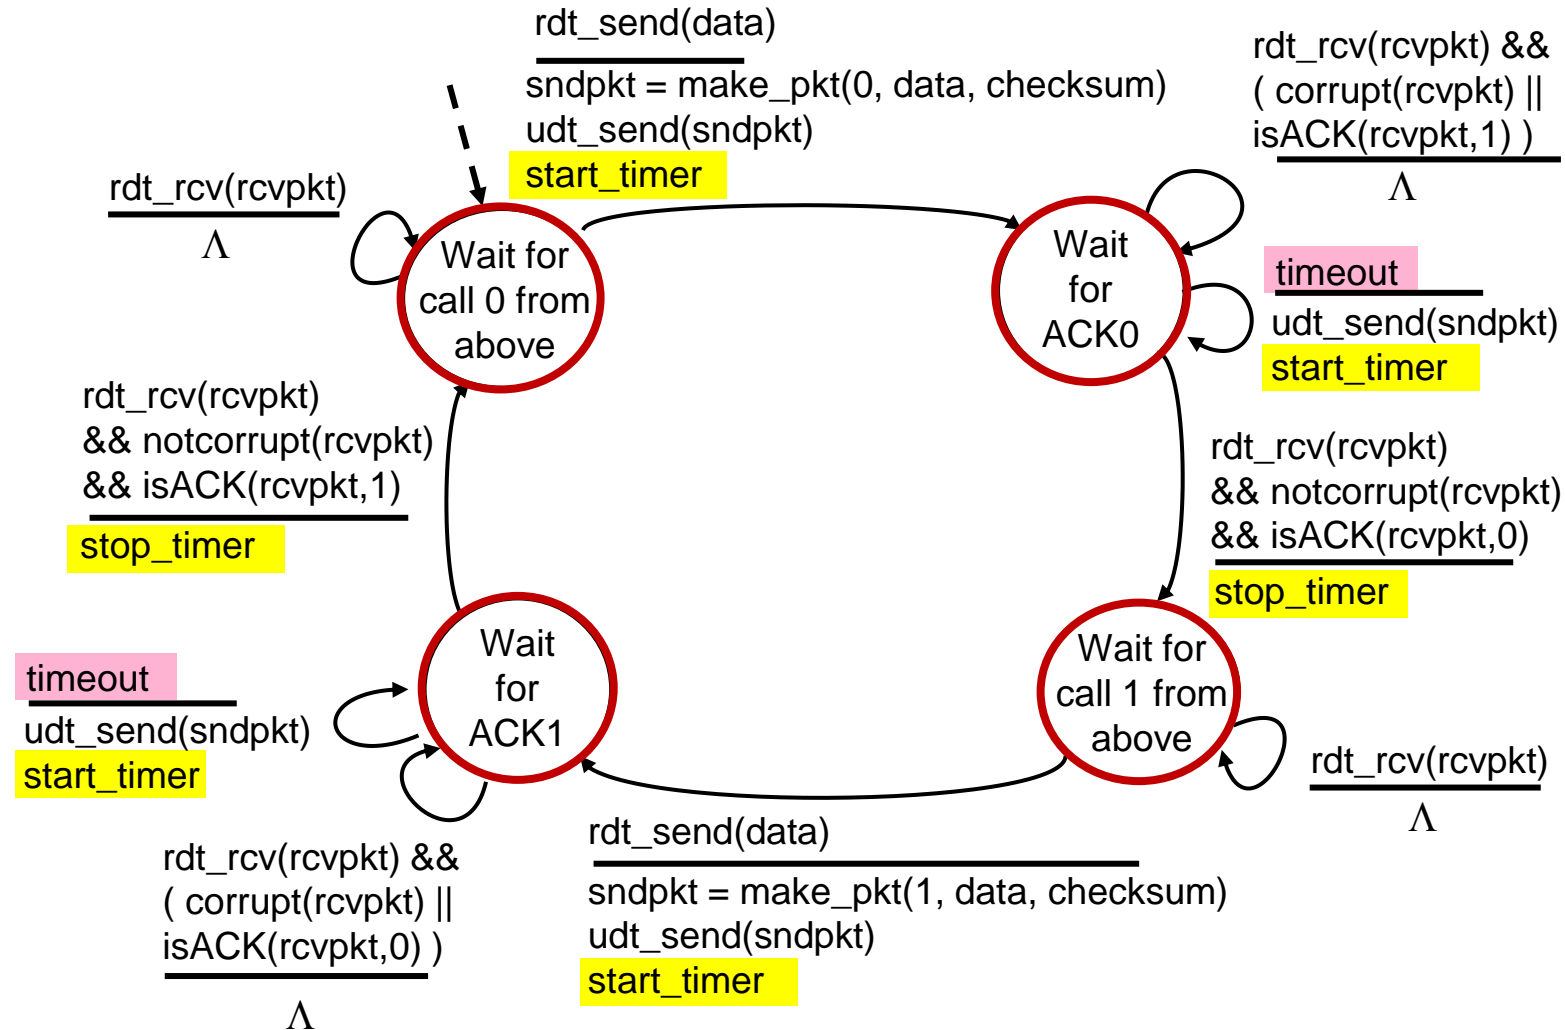 rdt_send(data)
sndpkt = make_pkt(0, data, checksum)
udt_send(sndpkt)
start_timer
rdt_rcv(rcvpkt) &&
( corrupt(rcvpkt) ||
isACK(rcvpkt,1) )
Λ
rdt_rcv(rcvpkt)
Λ
Wait for
call 0 from
above
Wait
for
ACK0
timeout
udt_send(sndpkt)
start_timer
rdt_rcv(rcvpkt)
&& notcorrupt(rcvpkt)
&& isACK(rcvpkt,1)
stop_timer
rdt_rcv(rcvpkt)
&& notcorrupt(rcvpkt)
&& isACK(rcvpkt,0)
stop_timer
Wait
for
ACK1
Wait for
call 1 from
above
timeout
udt_send(sndpkt)
start_timer
rdt_rcv(rcvpkt)
Λ
rdt_rcv(rcvpkt) &&
( corrupt(rcvpkt) ||
isACK(rcvpkt,0) )
Λ
rdt_send(data)
sndpkt = make_pkt(1, data, checksum)
udt_send(sndpkt)
start_timer